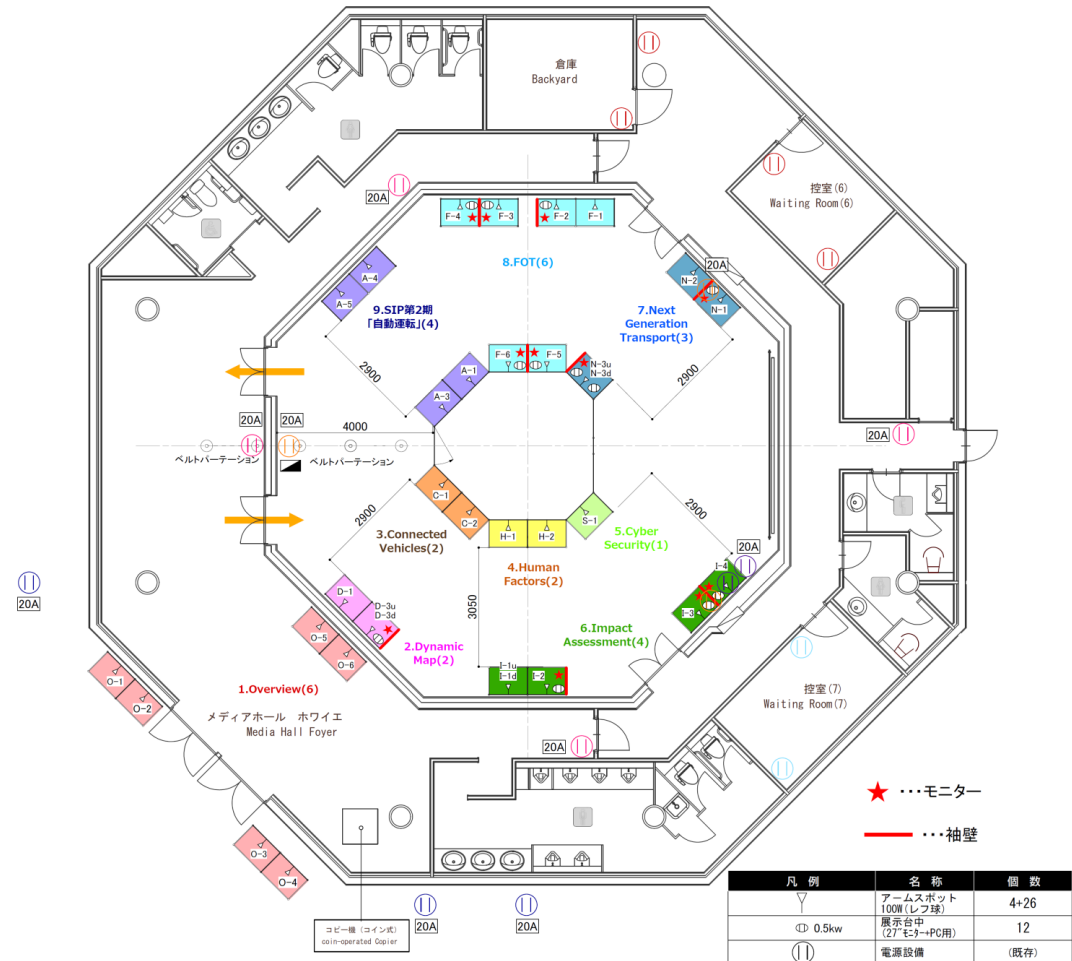 倉庫
Backyard
控室(6)
Waiting Room(6)
20A
F-4
F-3
F-2
F-1
8.FOT(6)
A-4
A-5
9.SIP第2期
「自動運転」(4)
20A
N-2
N-1
7.Next
Generation
Transport(3)
F-6
F-5
N-3u
N-3d
A-1
A-3
2900
2900
20A
20A
4000
ベルトパーテーション
ベルトパーテーション
20A
C-1
C-2
3.Connected
Vehicles(2)
H-1
H-2
4.Human
Factors(2)
S-1
5.Cyber
Security(1)
2900
2900
3050
20A
20A
D-1
D-3u
D-3d
2.Dynamic
Map(2)
I-4
I-3
6.Impact
Assessment(4)
I-1u
I-1d
I-2
O-5
O-6
O-1
O-2
1.Overview(6)
メディアホール ホワイエ
Media Hall Foyer
控室(7)
Waiting Room(7)
20A
O-3
O-4
20A
20A
コピー機(コイン式)
coin-operated Copier
★ ・・・モニター
・・・袖壁
凡例 名称 個数
アームスポット
100W(レフ球) 4+26
0.5kw 展示台中
(27"モニター+PC用) 12
電源設備 (既存)